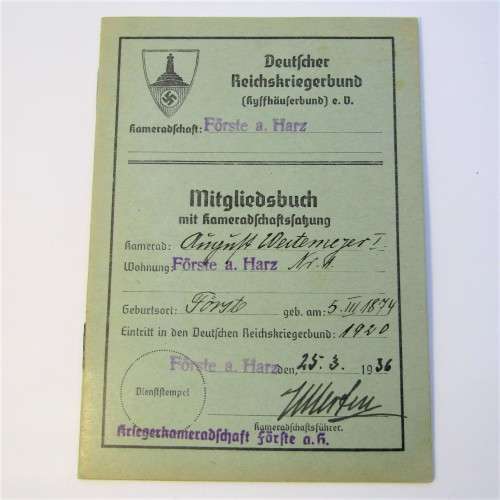 Deutscher
Reichskriegerbund
(Kyffhäuserbund) e. V.
Kameradschaft: Förste a. Harz
Mitgliedsbuch
mit Kameradschaftssatzung
Kamerad: August Weitemeyer I.
Wohnung: Förste a. Harz Nr.
Geburtsort: Förste geb. am: 5. III 1874
Eintritt in den Deutschen Reichskriegerbund: 1920
Förste a. Harz den, 25. 3. 1936
Dienststempel
Kameradschaftsführer.
Kriegerkameradschaft Förste a. H.